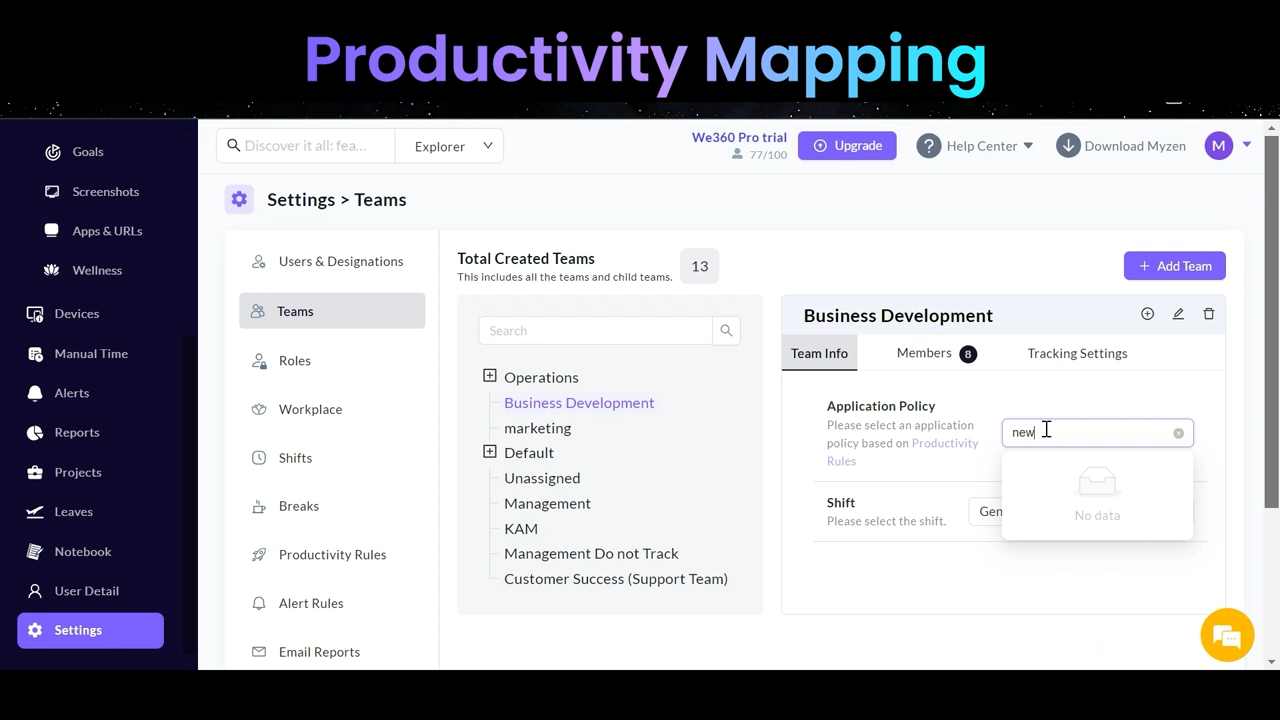 Productivity Mapping
Goals
Screenshots
Apps & URLs
Wellness
Devices
Manual Time
Alerts
Reports
Projects
Leaves
Notebook
User Detail
Settings
Discover it all: fea...
Explorer
We360 Pro trial
77/100
Upgrade
Help Center
Download Myzen
M
Settings > Teams
Users & Designations
Teams
Roles
Workplace
Shifts
Breaks
Productivity Rules
Alert Rules
Email Reports
Total Created Teams
This includes all the teams and child teams.
13
+ Add Team
Search
Operations
Business Development
marketing
Default
Unassigned
Management
KAM
Management Do not Track
Customer Success (Support Team)
Business Development
Team Info
Members 8
Tracking Settings
Application Policy
Please select an application
policy based on Productivity
Rules
new
No data
Shift
Please select the shift.
Gen